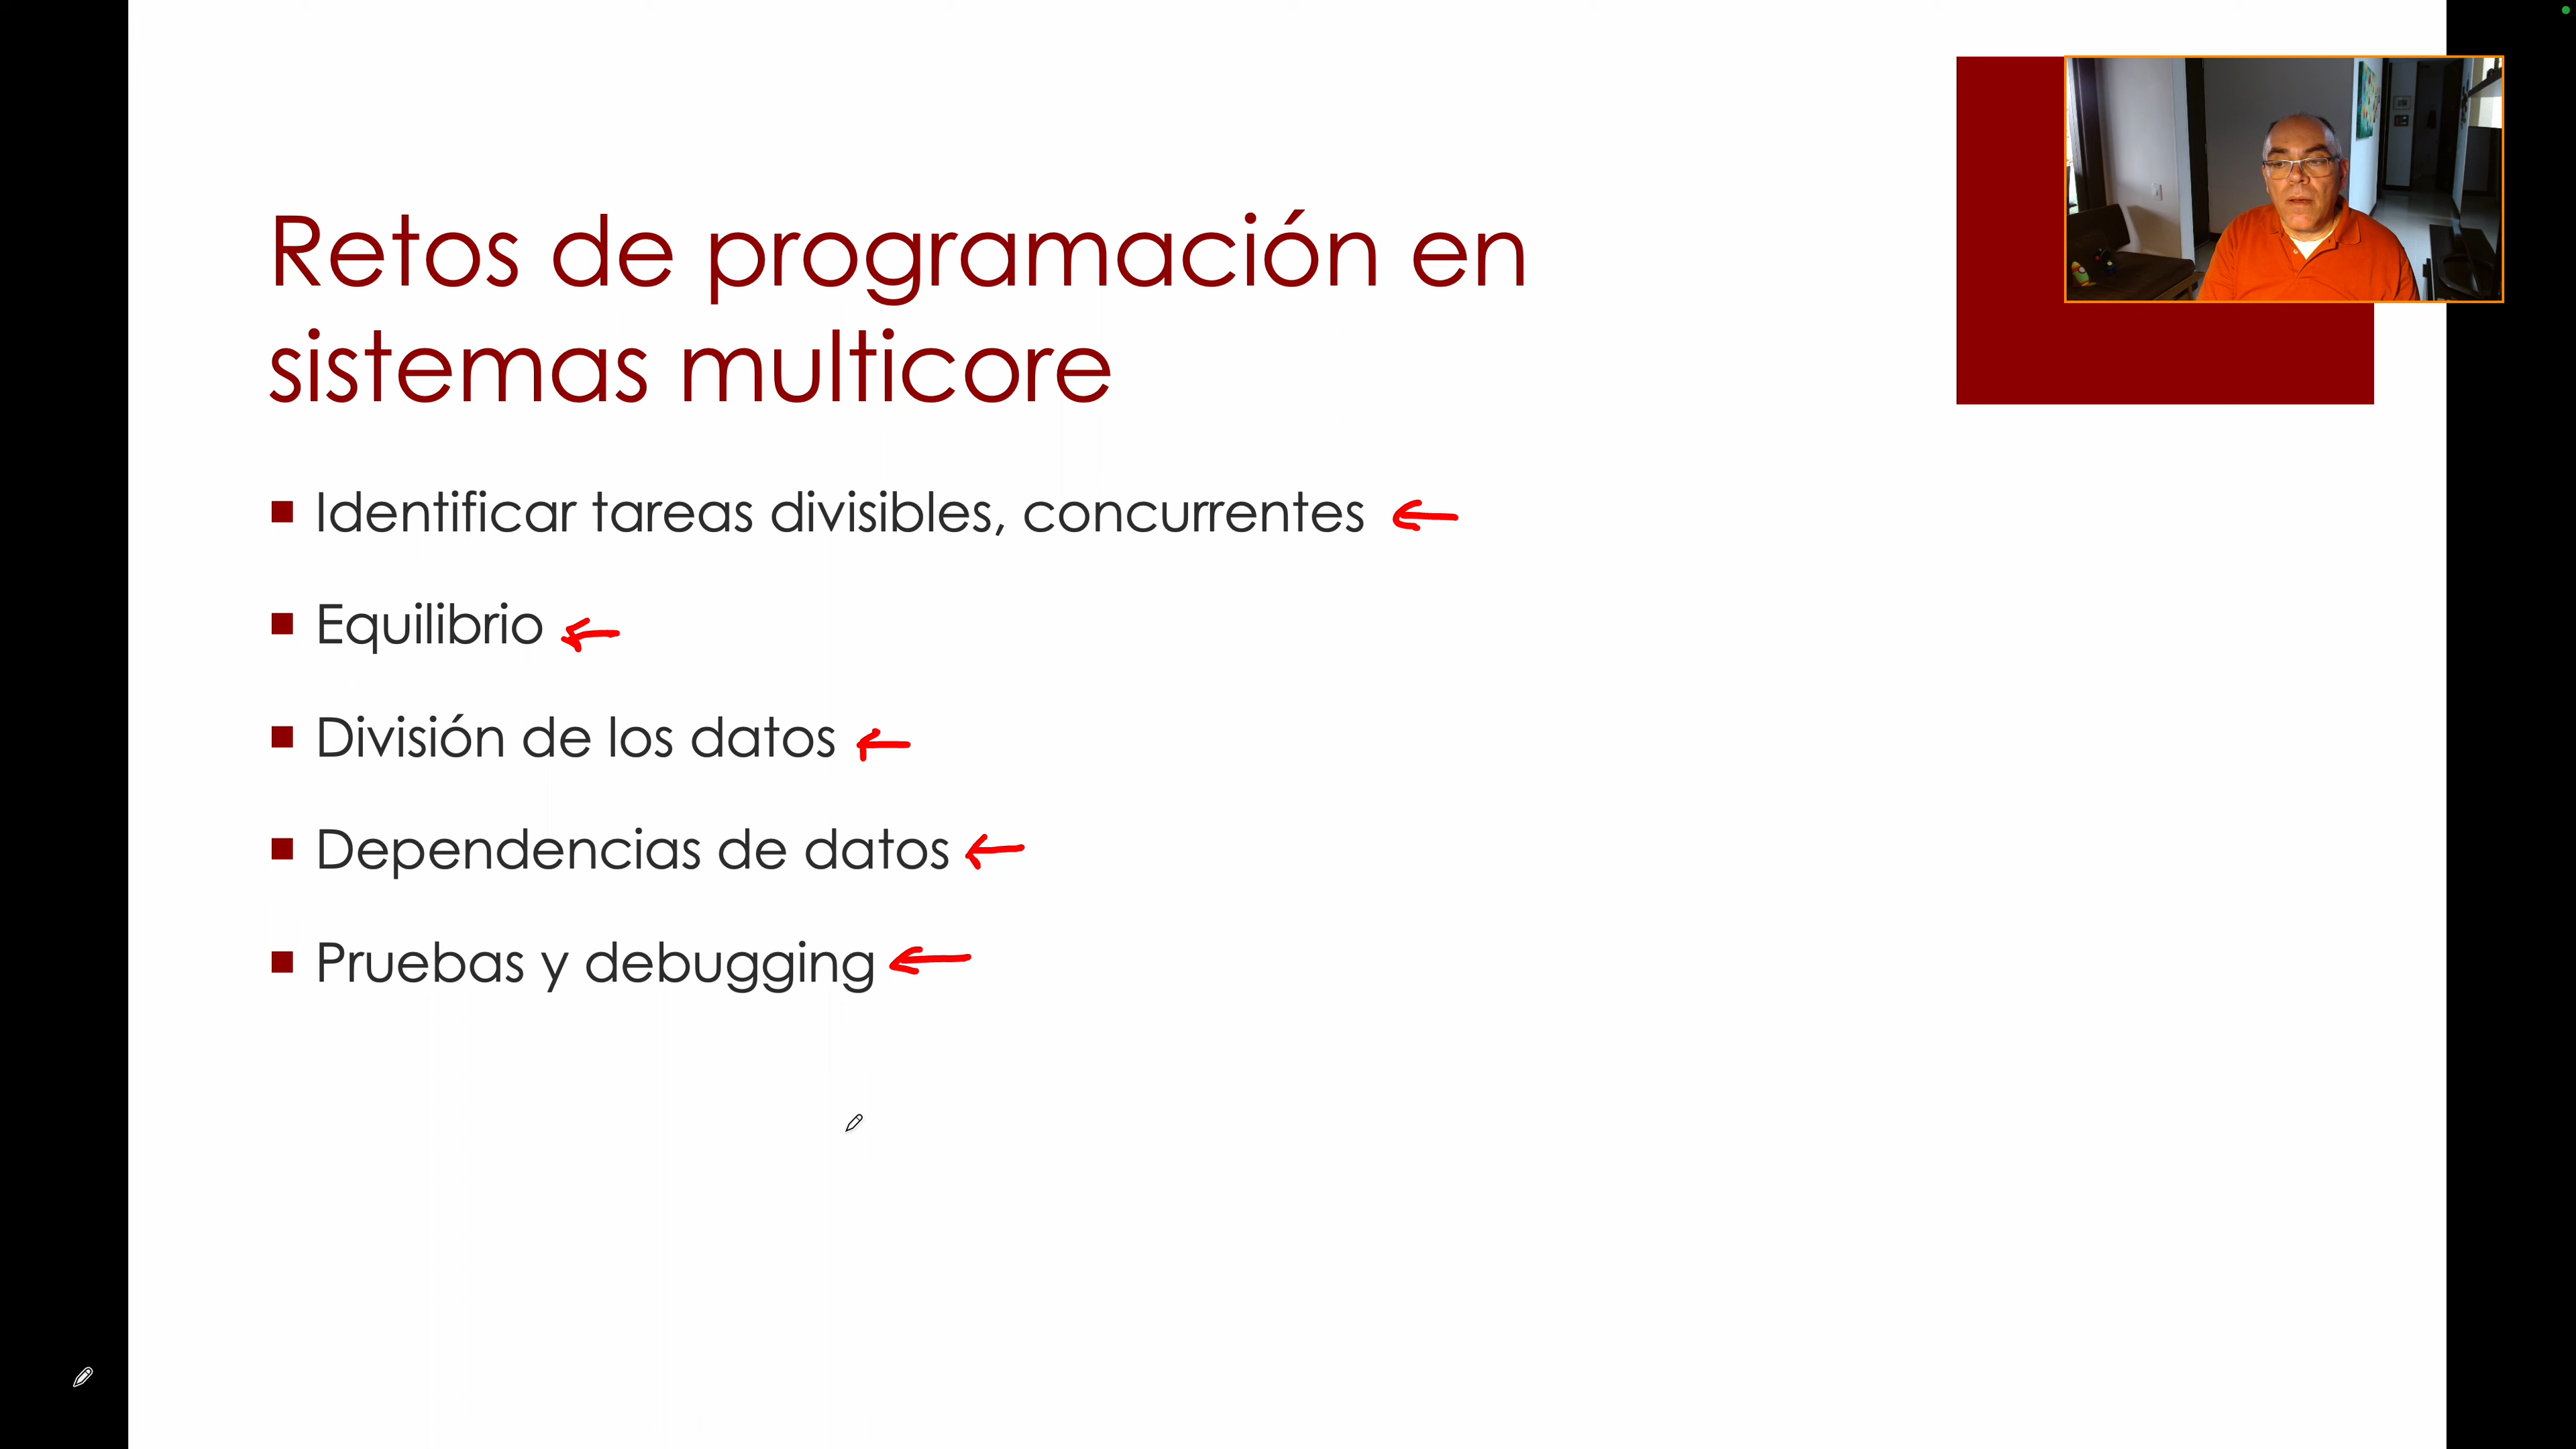 Retos de programación en
sistemas multicore
Identificar tareas divisibles, concurrentes
Equilibrio
División de los datos
Dependencias de datos
Pruebas y debugging